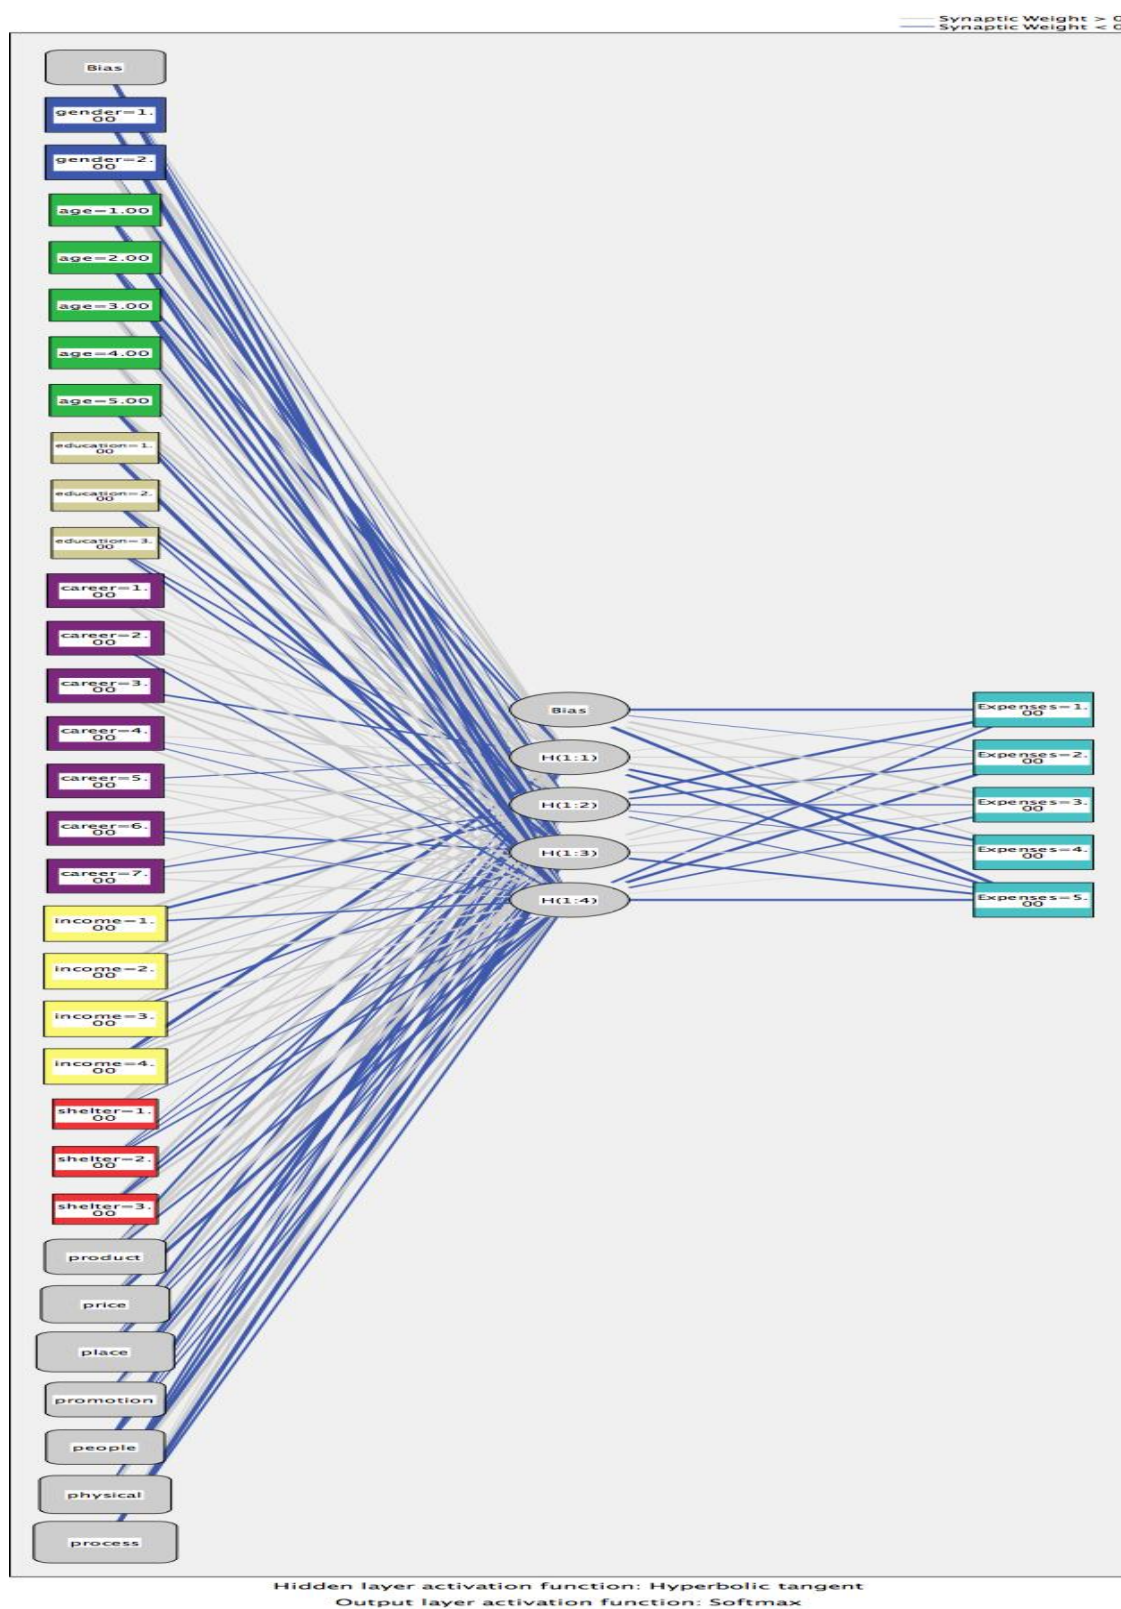 Synaptic Weight > 0
Synaptic Weight < 0
Bias
gender=1.
00
gender=2.
00
age=1.00
age=2.00
age=3.00
age=4.00
age=5.00
education=1.
00
education=2.
00
education=3.
00
career=1.
00
career=2.
00
career=3.
00
career=4.
00
career=5.
00
career=6.
00
career=7.
00
income=1.
00
income=2.
00
income=3.
00
income=4.
00
shelter=1.
00
shelter=2.
00
shelter=3.
00
product
price
place
promotion
people
physical
process
Bias
H(1:1)
H(1:2)
H(1:3)
H(1:4)
Expenses=1.
00
Expenses=2.
00
Expenses=3.
00
Expenses=4.
00
Expenses=5.
00
Hidden layer activation function: Hyperbolic tangent
Output layer activation function: Softmax